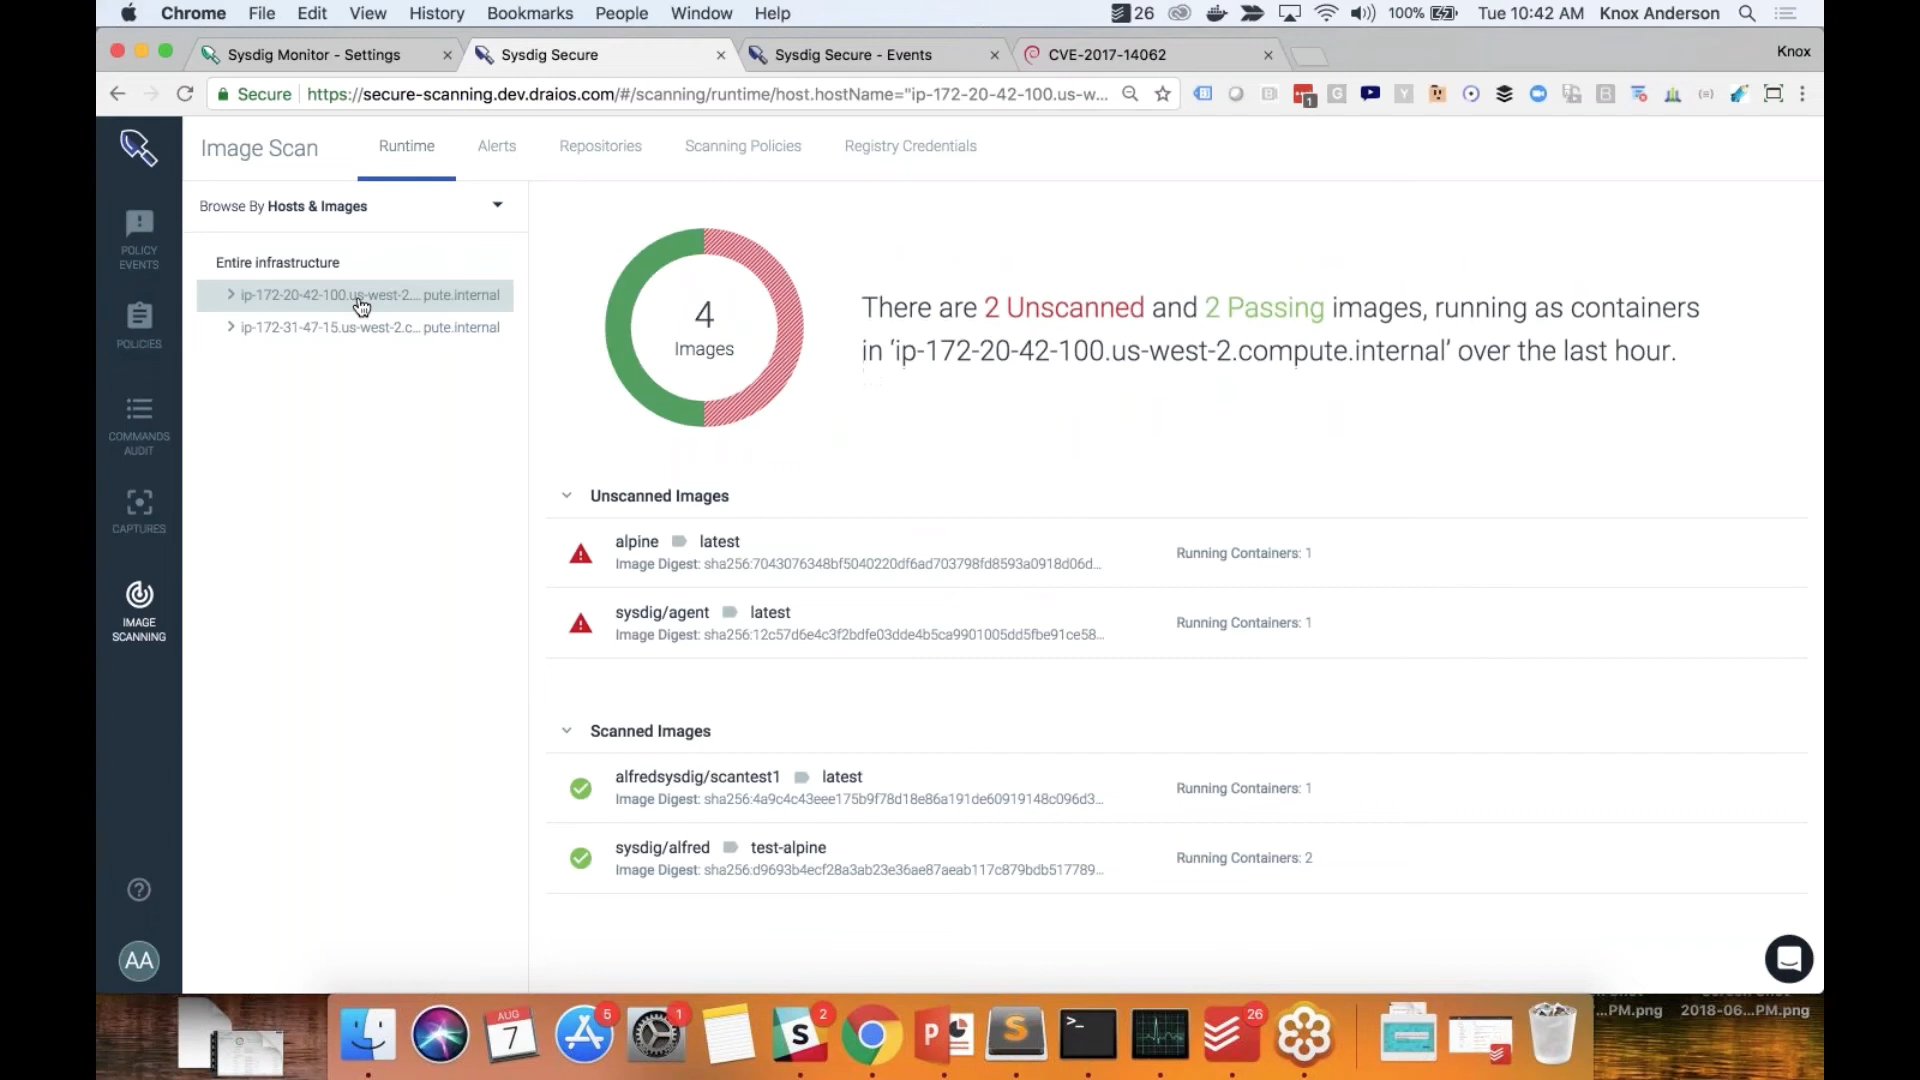 Chrome File Edit View History Bookmarks People Window Help 26 100% Tue 10:42 AM Knox Anderson
Sysdig Monitor - Settings Sysdig Secure Sysdig Secure - Events CVE-2017-14062 Knox
Secure https://secure-scanning.dev.draios.com/#/scanning/runtime/host.hostName="ip-172-20-42-100.us-w...
Image Scan Runtime Alerts Repositories Scanning Policies Registry Credentials
Browse By Hosts & Images
POLICY
EVENTS
POLICIES
COMMANDS
AUDIT
CAPTURES
IMAGE
SCANNING
AA
Entire infrastructure
ip-172-20-42-100.us-west-2... pute.internal
ip-172-31-47-15.us-west-2.c... pute.internal
4
Images
There are 2 Unscanned and 2 Passing images, running as containers
in ‘ip-172-20-42-100.us-west-2.compute.internal’ over the last hour.
Unscanned Images
alpine latest
Image Digest: sha256:7043076348bf5040220df6ad703798fd8593a0918d06d...
Running Containers: 1
sysdig/agent latest
Image Digest: sha256:12c57d6e4c3f2bdfe03dde4b5ca9901005dd5fbe91ce58...
Running Containers: 1
Scanned Images
alfredsysdig/scantest1 latest
Image Digest: sha256:4a9c4c43eee175b9f78d18e86a191de60919148c096d3...
Running Containers: 1
sysdig/alfred test-alpine
Image Digest: sha256:d9693b4ecf28a3ab23e36ae87aeab117c879bdb517789...
Running Containers: 2
AUG
7
5
1
2
26
...PM.png 2018-06...PM.png